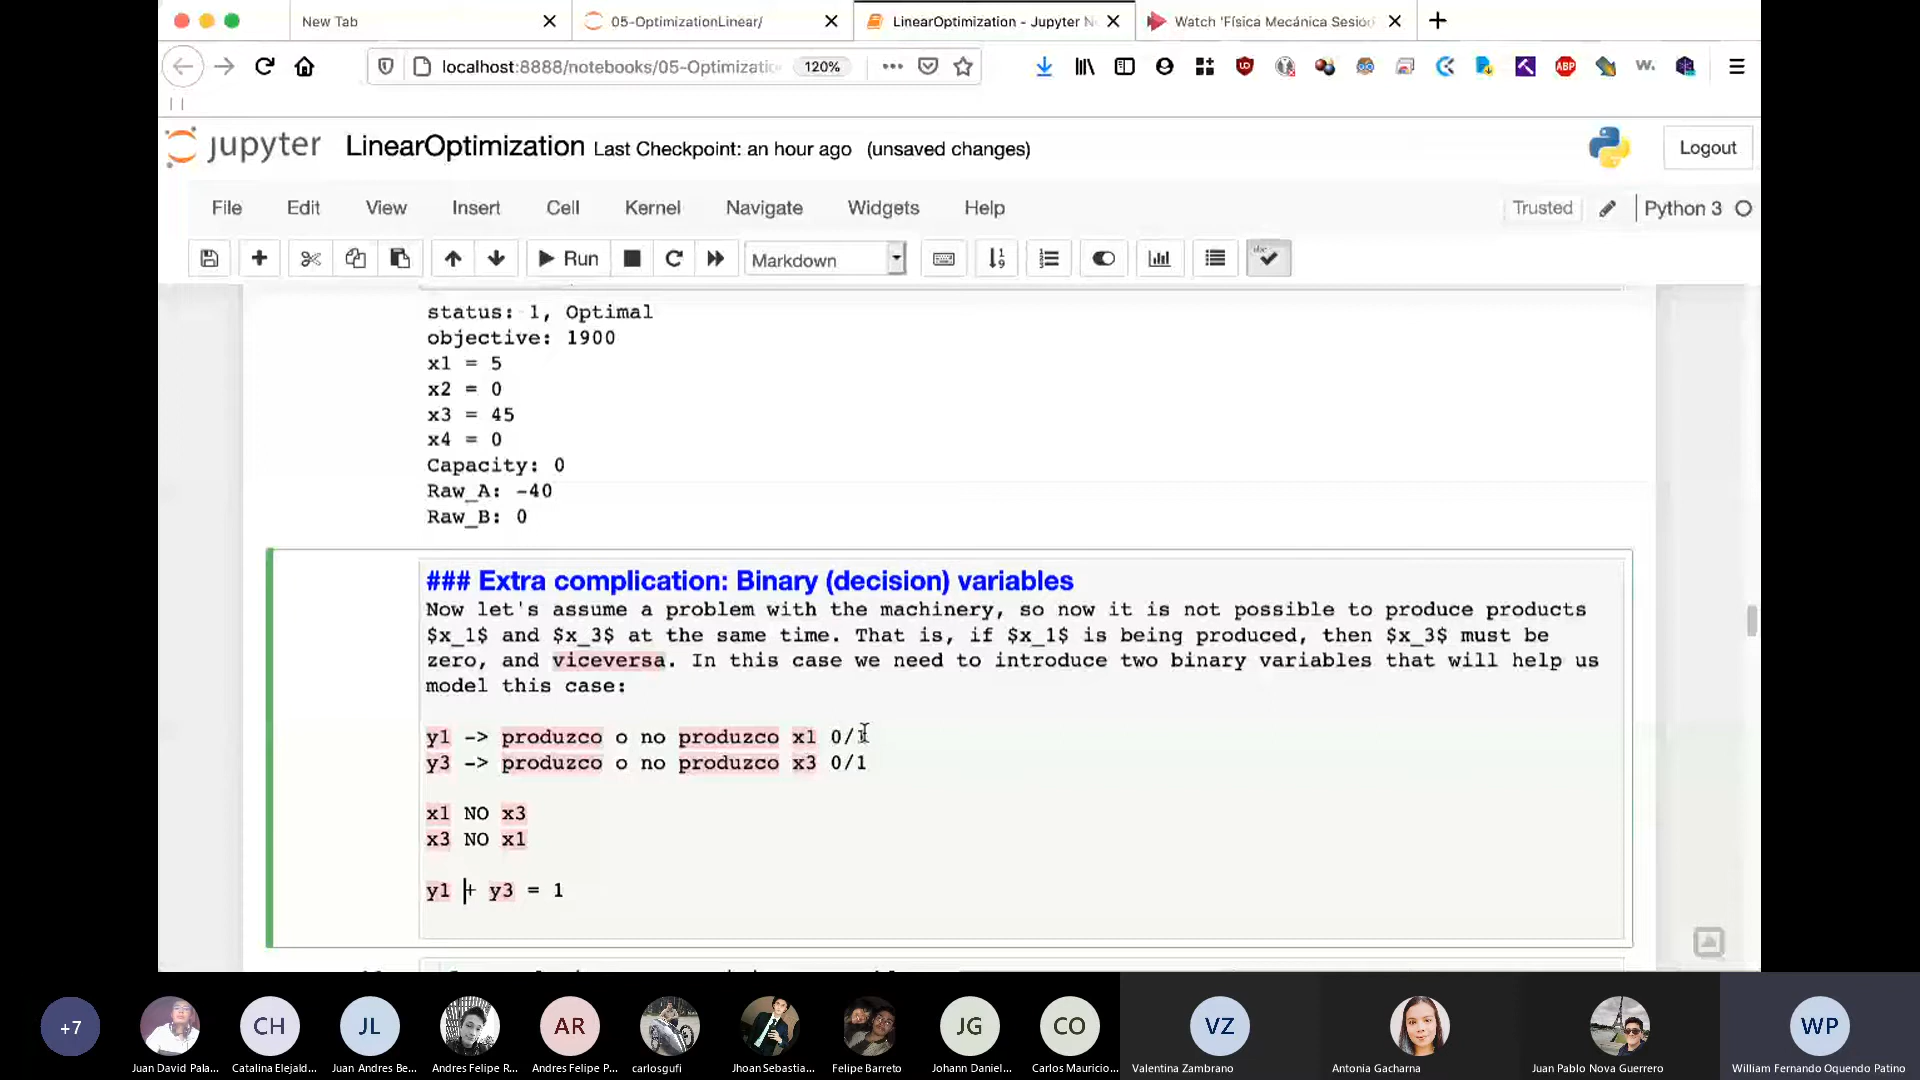 New Tab
05-OptimizationLinear/
LinearOptimization - Jupyter N
Watch 'Física Mecánica Sesió
localhost:8888/notebooks/05-Optimizatio
120%
ABP
w.
jupyter
LinearOptimization Last Checkpoint: an hour ago (unsaved changes)
Logout
File Edit View Insert Cell Kernel Navigate Widgets Help
Trusted
Python 3
Run
Markdown
status: 1, Optimal
objective: 1900
x1 = 5
x2 = 0
x3 = 45
x4 = 0
Capacity: 0
Raw_A: -40
Raw_B: 0
### Extra complication: Binary (decision) variables
Now let's assume a problem with the machinery, so now it is not possible to produce products
$x_1$ and $x_3$ at the same time. That is, if $x_1$ is being produced, then $x_3$ must be
zero, and viceversa. In this case we need to introduce two binary variables that will help us
model this case:
y1 -> produzco o no produzco x1 0/1
y3 -> produzco o no produzco x3 0/1
x1 NO x3
x3 NO x1
y1 + y3 = 1
+7
CH
JL
AR
JG
CO
VZ
WP
Juan David Pala...
Catalina Elejald...
Juan Andres Be...
Andres Felipe R...
Andres Felipe P...
carlosgufi
Jhoan Sebastia...
Felipe Barreto
Johann Daniel...
Carlos Mauricio...
Valentina Zambrano
Antonia Gacharna
Juan Pablo Nova Guerrero
William Fernando Oquendo Patino